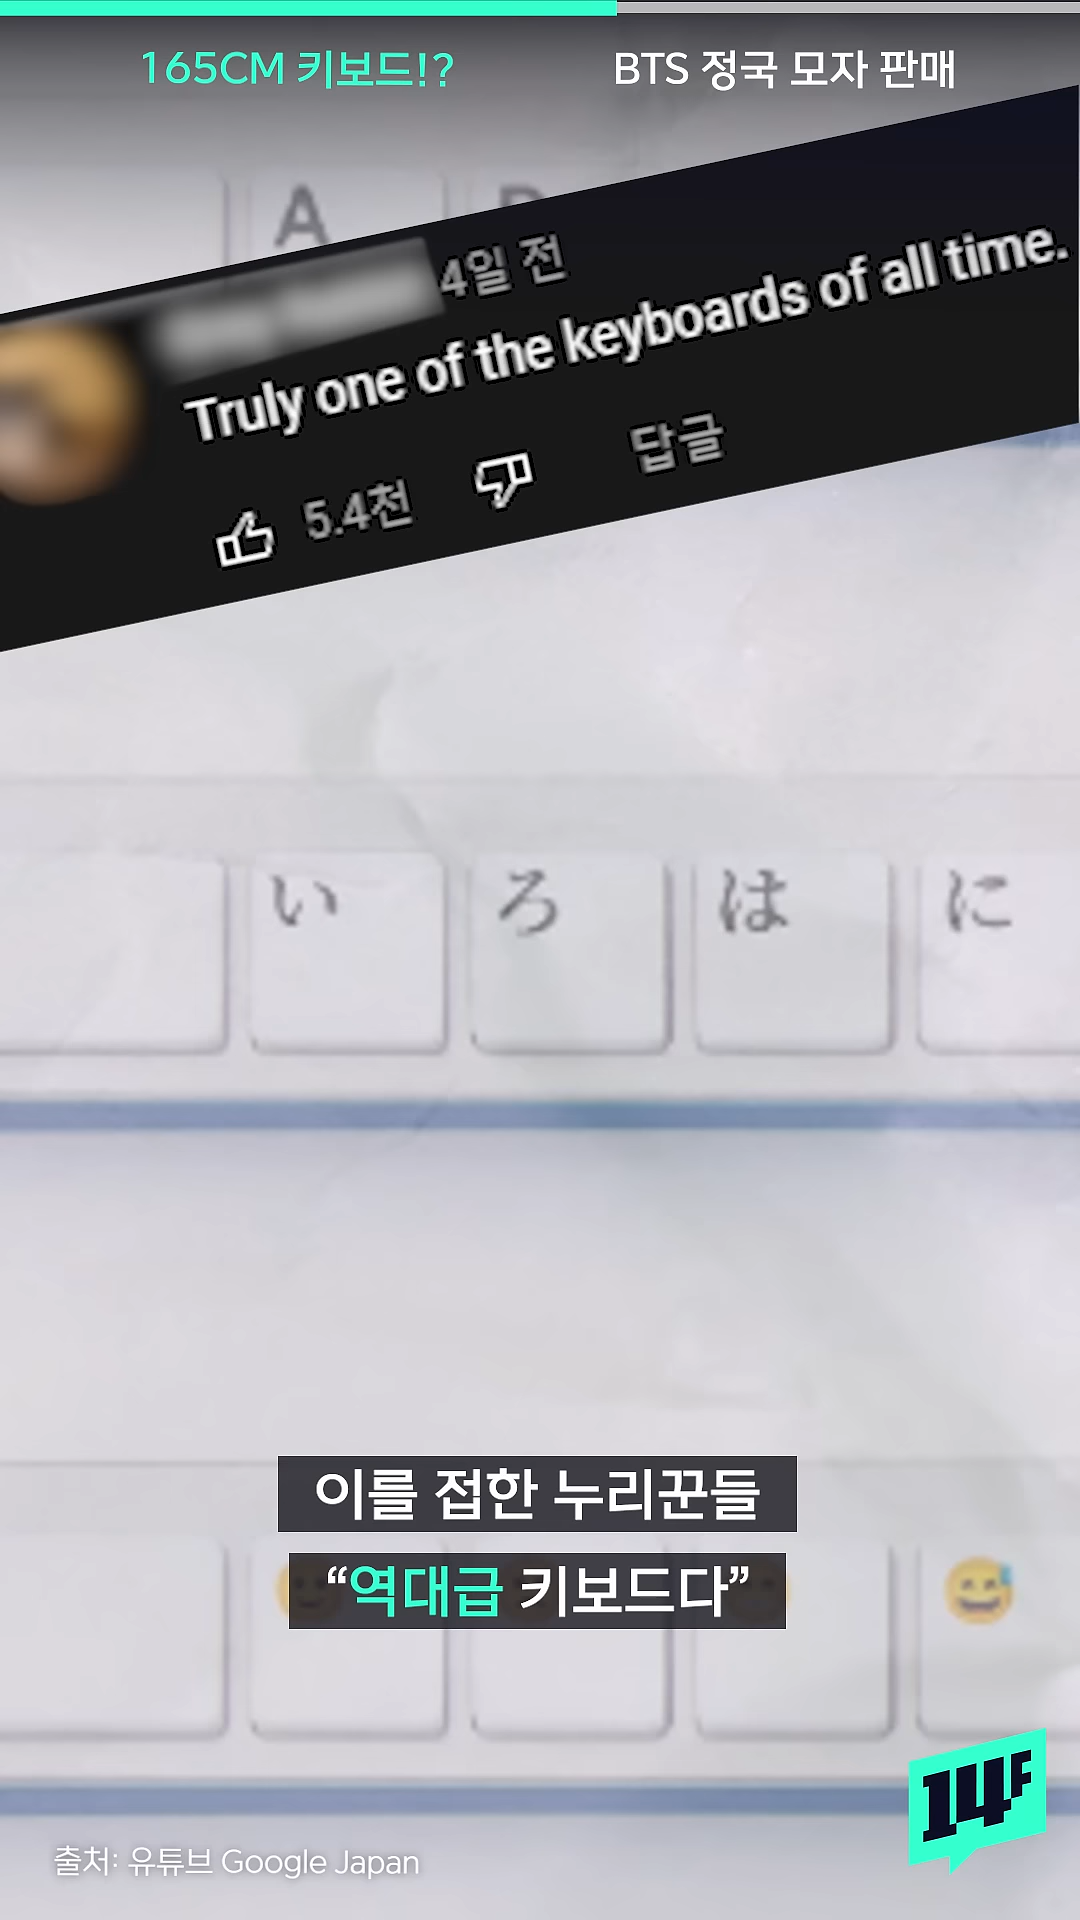 165CM 키보드!?
BTS 정국 모자 판매
A
4일 전
Truly one of the keyboards of all time.
5.4천
답글
い ろ は に
이를 접한 누리꾼들
“역대급 키보드다”
14F
출처: 유튜브 Google Japan